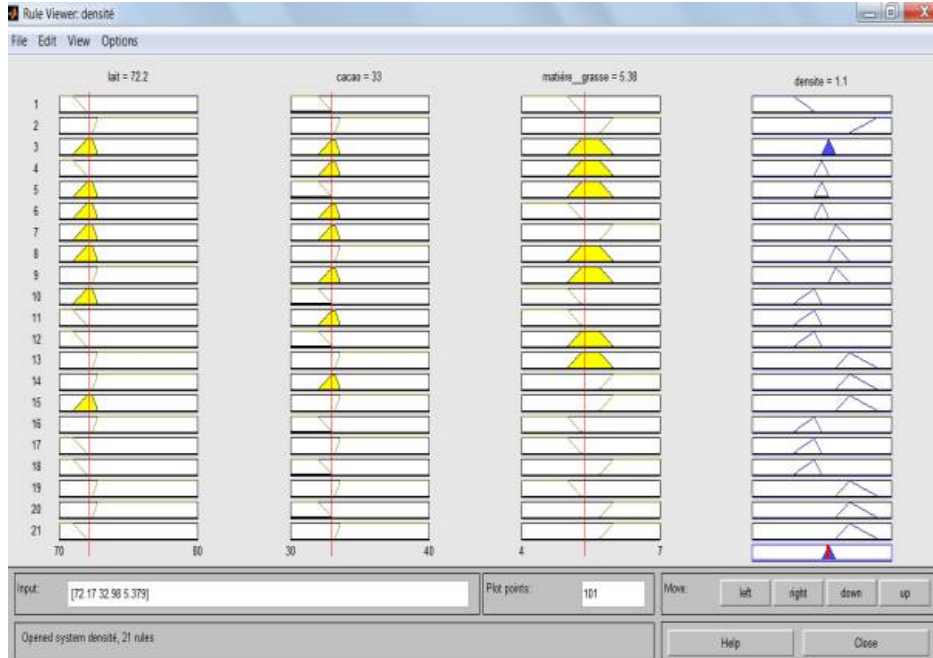 Rule Viewer: densité
File Edit View Options
lait = 72.2
cacao = 33
matiére__grasse = 5.38
densite = 1.1
1
2
3
4
5
6
7
8
9
10
11
12
13
14
15
16
17
18
19
20
21
70 80 30 40 4 7
Input: [72.17 32.98 5.379] Plot points: 101 Move: left right down up
Opened system densité, 21 rules Help Close